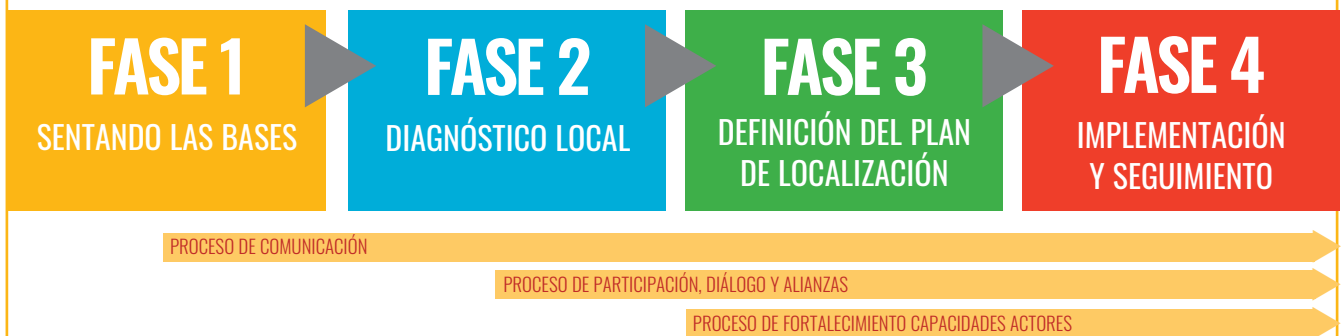 FASE 1
SENTANDO LAS BASES
FASE 2
DIAGNÓSTICO LOCAL
FASE 3
DEFINICIÓN DEL PLAN
DE LOCALIZACIÓN
FASE 4
IMPLEMENTACIÓN
Y SEGUIMIENTO
PROCESO DE COMUNICACIÓN
PROCESO DE PARTICIPACIÓN, DIÁLOGO Y ALIANZAS
PROCESO DE FORTALECIMIENTO CAPACIDADES ACTORES